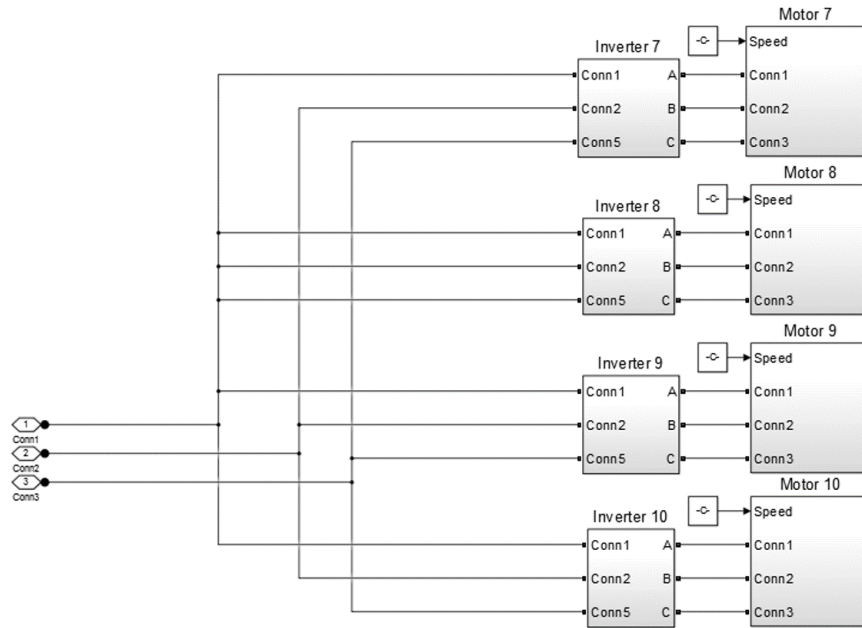 Motor 7
-C-
Speed
Inverter 7
Conn1 A Conn1
Conn2 B Conn2
Conn5 C Conn3
Motor 8
-C-
Speed
Inverter 8
Conn1 A Conn1
Conn2 B Conn2
Conn5 C Conn3
Motor 9
-C-
Speed
Inverter 9
Conn1 A Conn1
1
Conn1
Conn2 B Conn2
2
Conn2
Conn5 C Conn3
3
Conn3
Motor 10
-C-
Speed
Inverter 10
Conn1 A Conn1
Conn2 B Conn2
Conn5 C Conn3